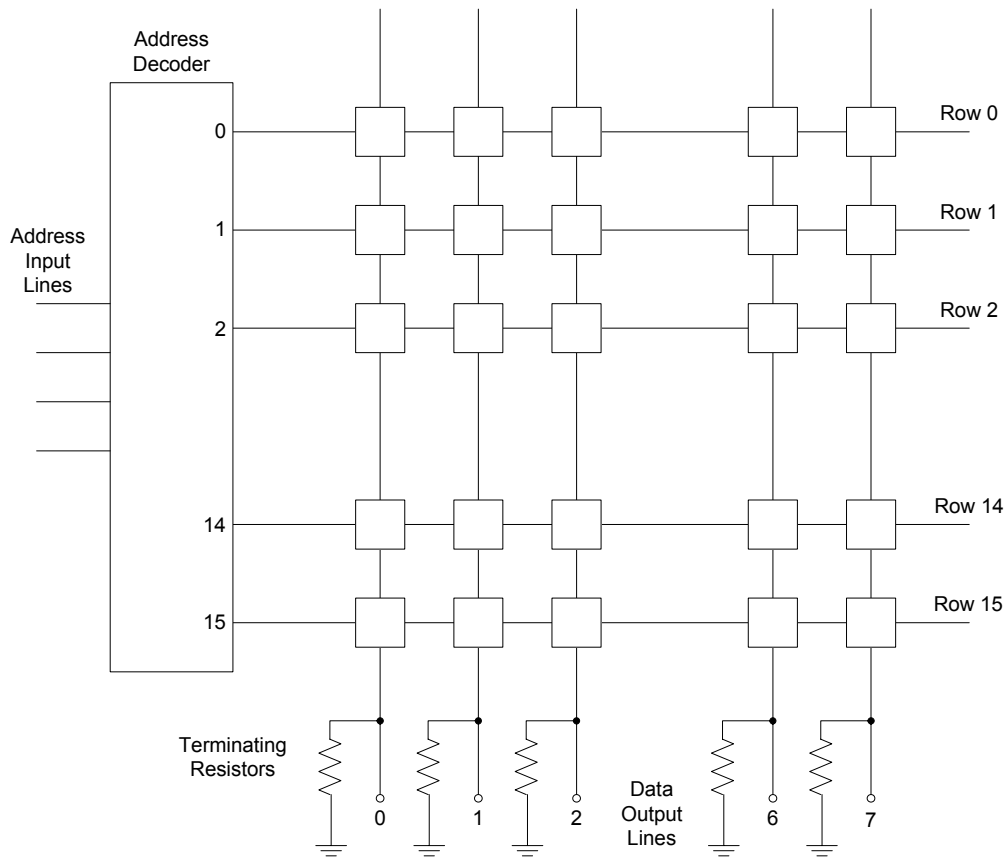 Address
Decoder
0
Row 0
1
Row 1
Address
Input
Lines
2
Row 2
14
Row 14
15
Row 15
Terminating
Resistors
Data
Output
Lines
0
1
2
6
7